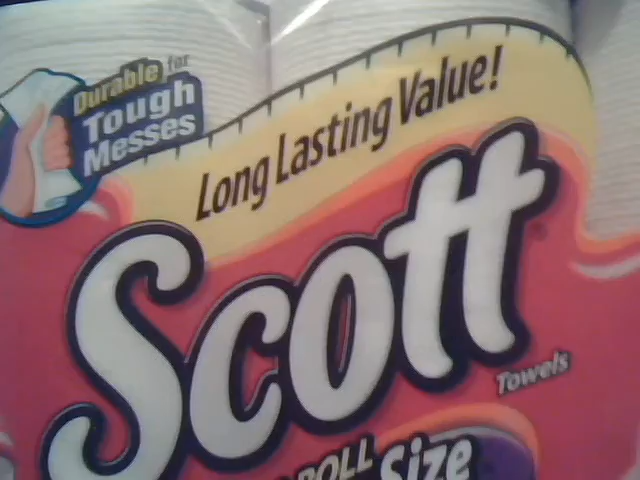 Durable for
Tough
Messes
Long Lasting Value!
Scott
Towels
ROLL Size